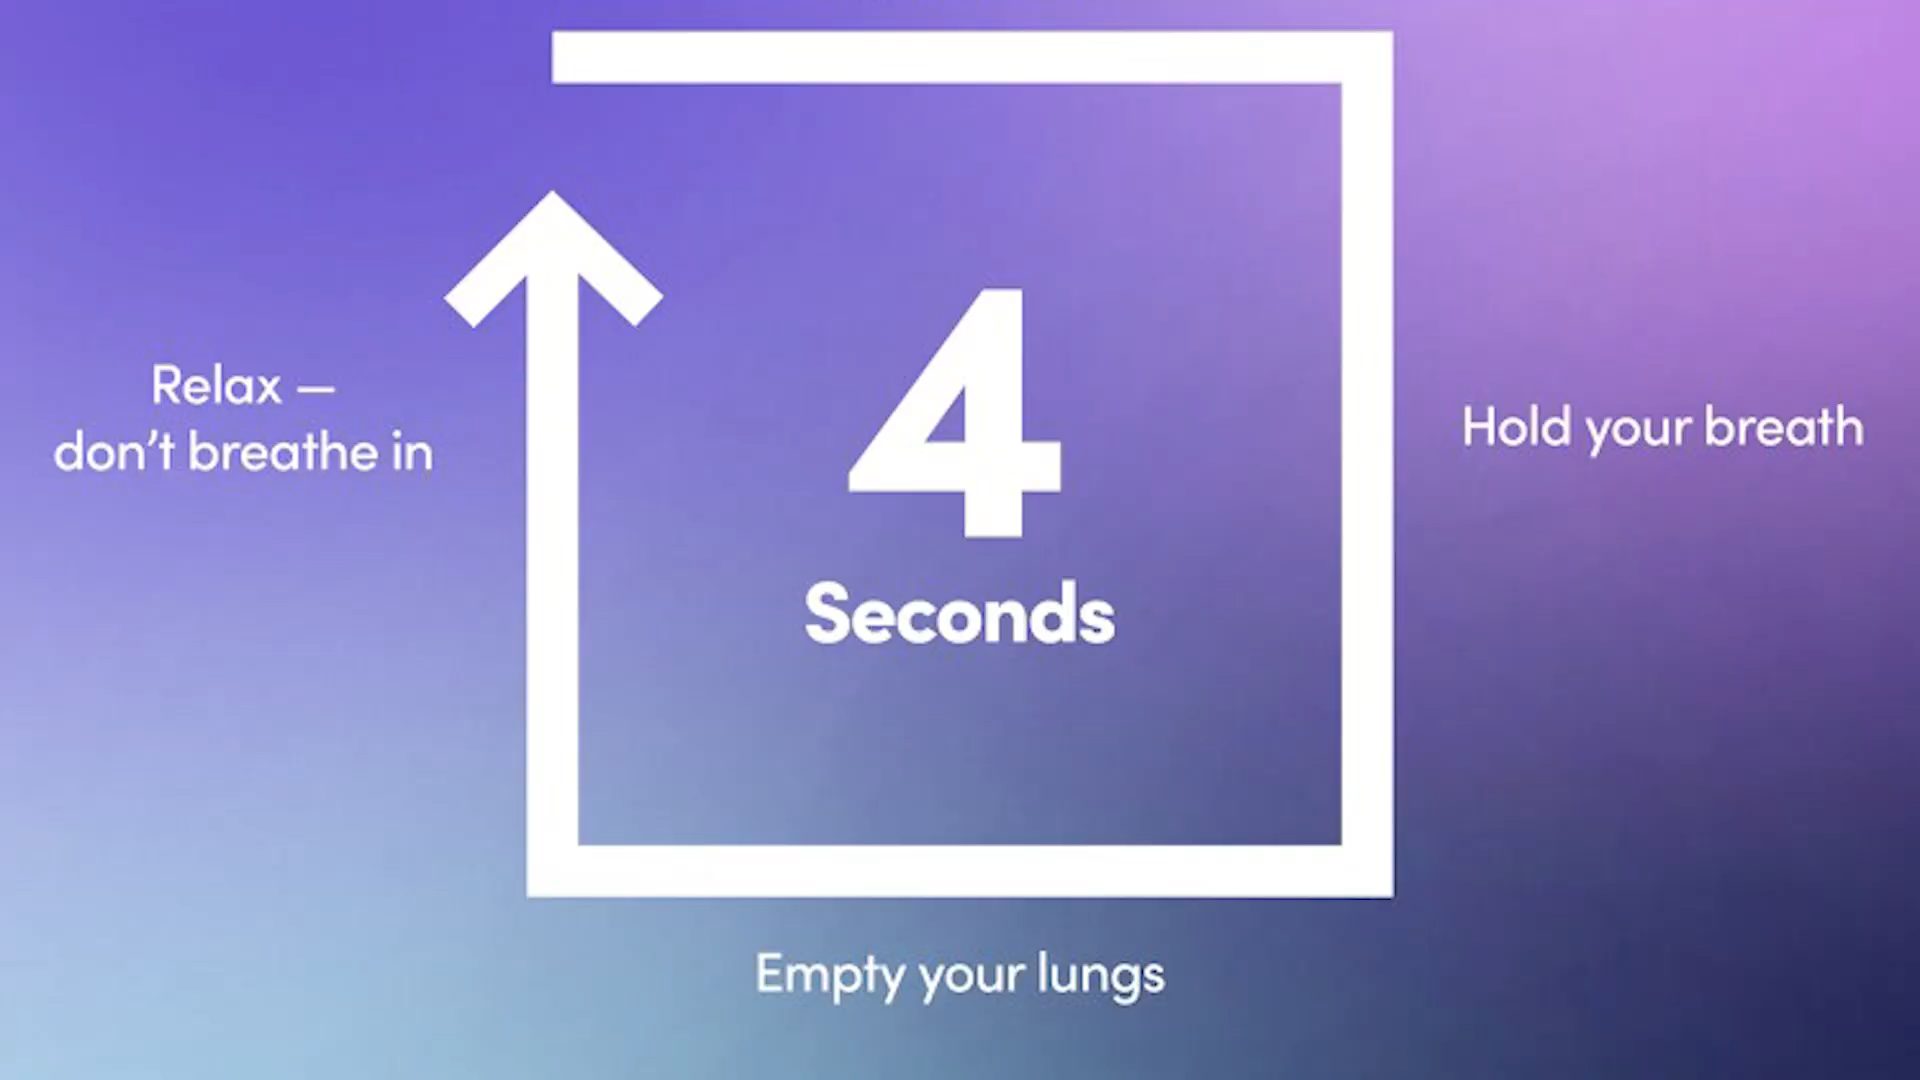 Relax —
don't breathe in
4
Seconds
Hold your breath
Empty your lungs